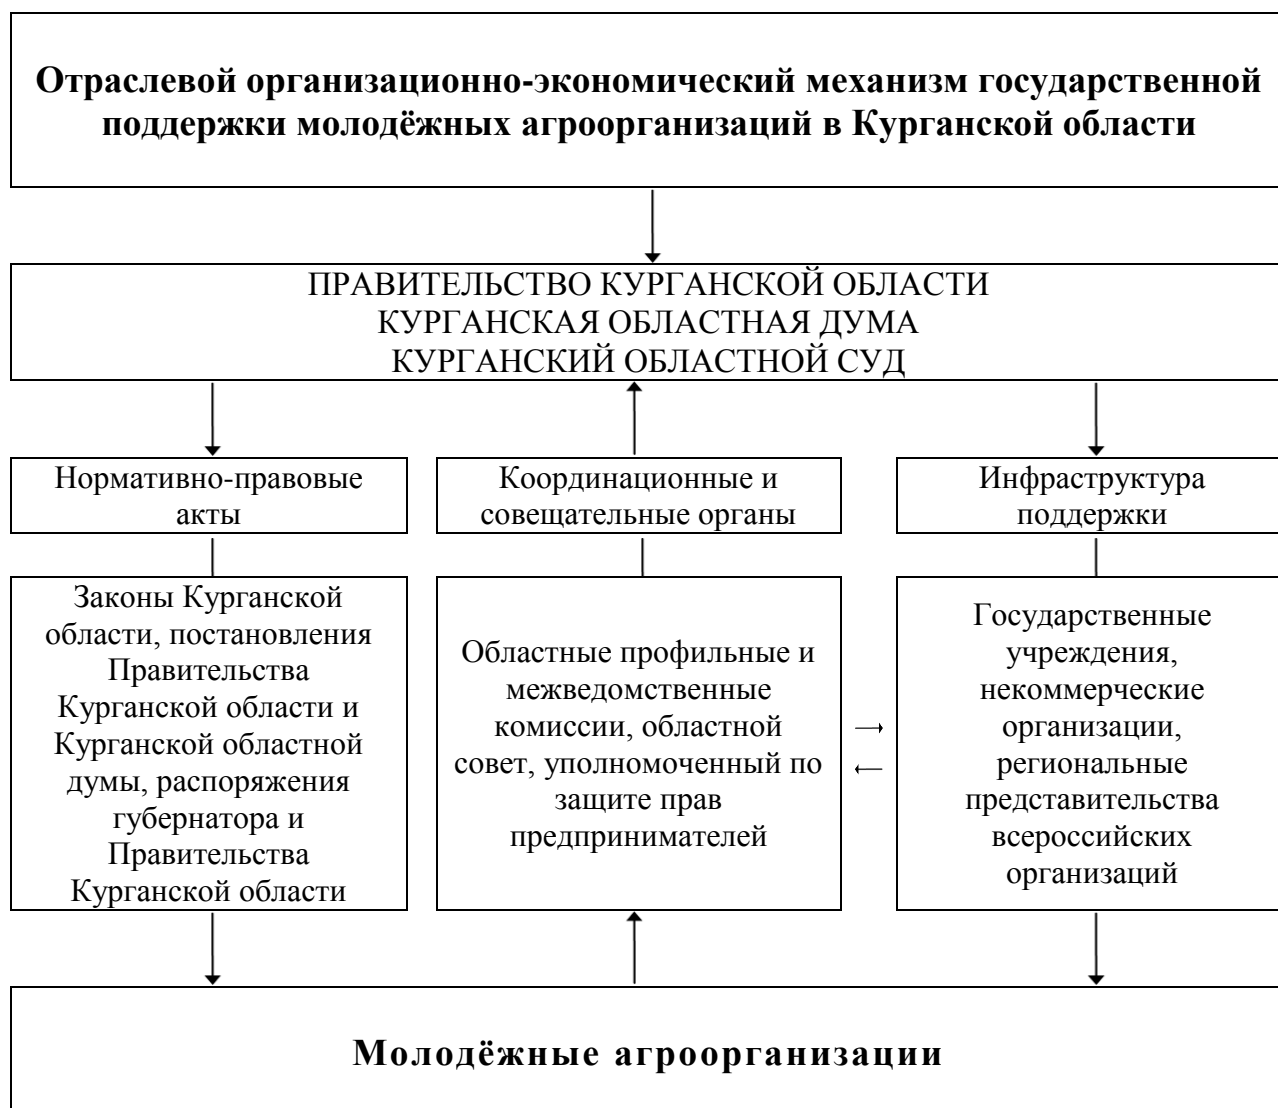 Отраслевой организационно-экономический механизм государственной
поддержки молодёжных агроорганизаций в Курганской области
ПРАВИТЕЛЬСТВО КУРГАНСКОЙ ОБЛАСТИ
КУРГАНСКАЯ ОБЛАСТНАЯ ДУМА
КУРГАНСКИЙ ОБЛАСТНОЙ СУД
Нормативно-правовые
акты
Координационные и
совещательные органы
Инфраструктура
поддержки
Законы Курганской
области, постановления
Правительства
Курганской области и
Курганской областной
думы, распоряжения
губернатора и
Правительства
Курганской области
Областные профильные и
межведомственные
комиссии, областной
совет, уполномоченный по
защите прав
предпринимателей
Государственные
учреждения,
некоммерческие
организации,
региональные
представительства
всероссийских
организаций
Молодёжные агроорганизации